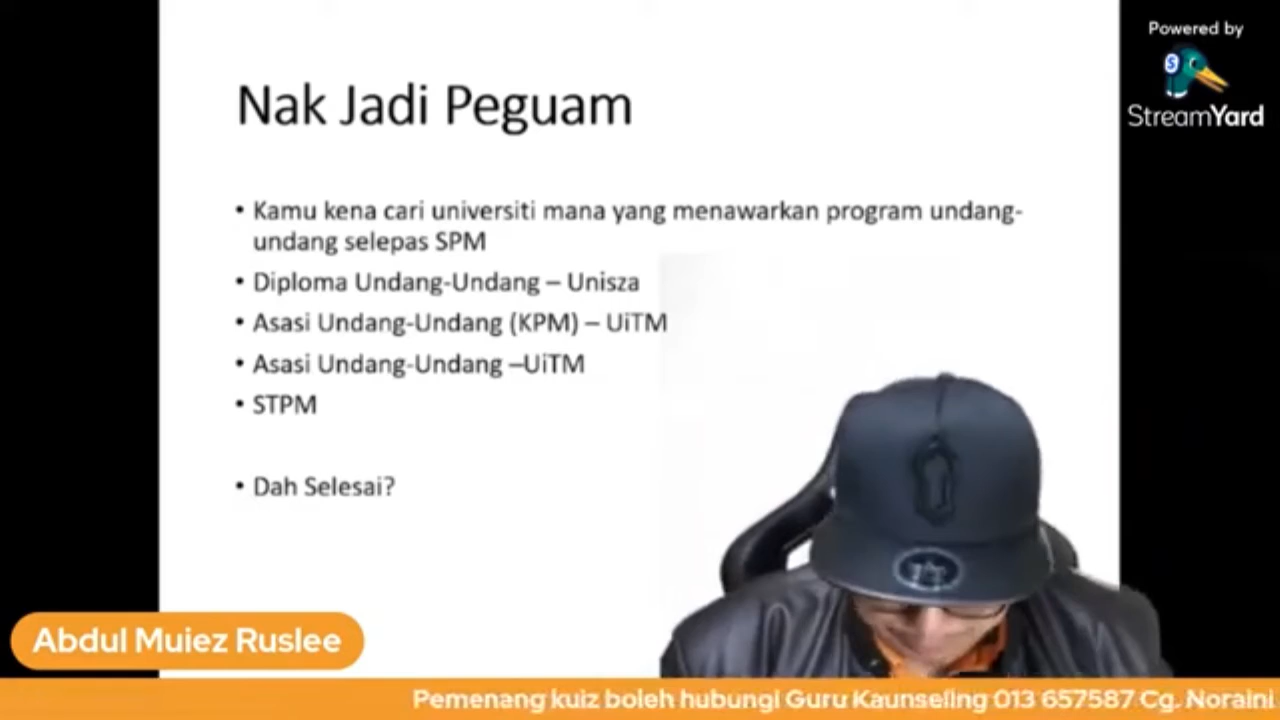 Powered by
StreamYard
Nak Jadi Peguam
• Kamu kena cari universiti mana yang menawarkan program undang-
undang selepas SPM
• Diploma Undang-Undang – Unisza
• Asasi Undang-Undang (KPM) – UiTM
• Asasi Undang-Undang –UiTM
• STPM
• Dah Selesai?
Abdul Muiez Ruslee
Pemenang kuiz boleh hubungi Guru Kaunseling 013 657587 Cg. Noraini